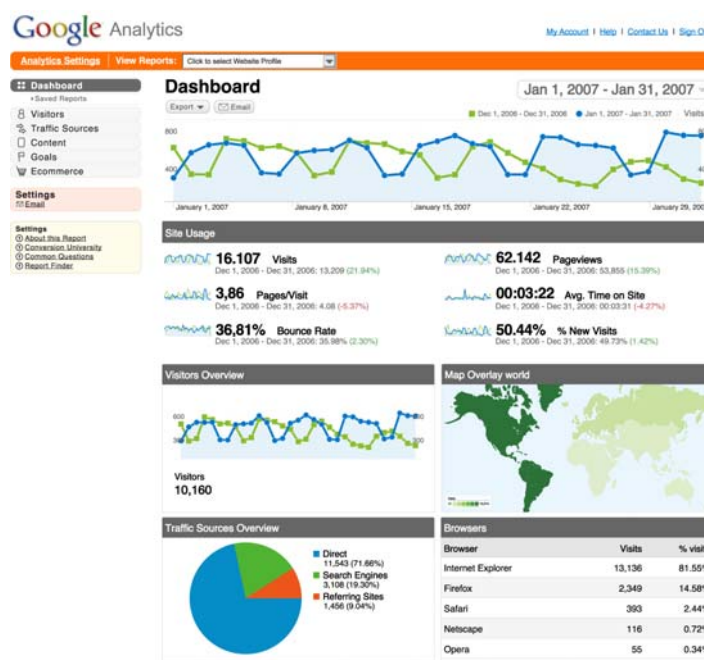 Google Analytics
My Account | Help | Contact Us | Sign O
Analytics Settings View Reports: Click to select Website Profile
Dashboard
Saved Reports
Visitors
Traffic Sources
Content
Goals
Ecommerce
Settings
Email
Settings
About this Report
Conversion University
Common Questions
Report Finder
Dashboard
Jan 1, 2007 - Jan 31, 2007
Export Email
Dec 1, 2006 - Dec 31, 2006 Jan 1, 2007 - Jan 31, 2007 Visits
800
400
January 1, 2007 January 8, 2007 January 15, 2007 January 22, 2007 January 29, 200
Site Usage
16.107 Visits
Dec 1, 2006 - Dec 31, 2006: 13,209 (21.94%)
62.142 Pageviews
Dec 1, 2006 - Dec 31, 2006: 53,855 (15.39%)
3,86 Pages/Visit
Dec 1, 2006 - Dec 31, 2006: 4.08 (-5.37%)
00:03:22 Avg. Time on Site
Dec 1, 2006 - Dec 31, 2006: 00:03:31 (-4.27%)
36,81% Bounce Rate
Dec 1, 2006 - Dec 31, 2006: 35.98% (2.30%)
50.44% % New Visits
Dec 1, 2006 - Dec 31, 2006: 49.73% (1.42%)
Visitors Overview
600 600
300 300
Visitors
10,160
Map Overlay world
Traffic Sources Overview
Direct
11,543 (71.66%)
Search Engines
3,108 (19.30%)
Referring Sites
1,456 (9.04%)
Browsers
Browser Visits % visit
Internet Explorer 13,136 81.55%
Firefox 2,349 14.58%
Safari 393 2.44%
Netscape 116 0.72%
Opera 55 0.34%